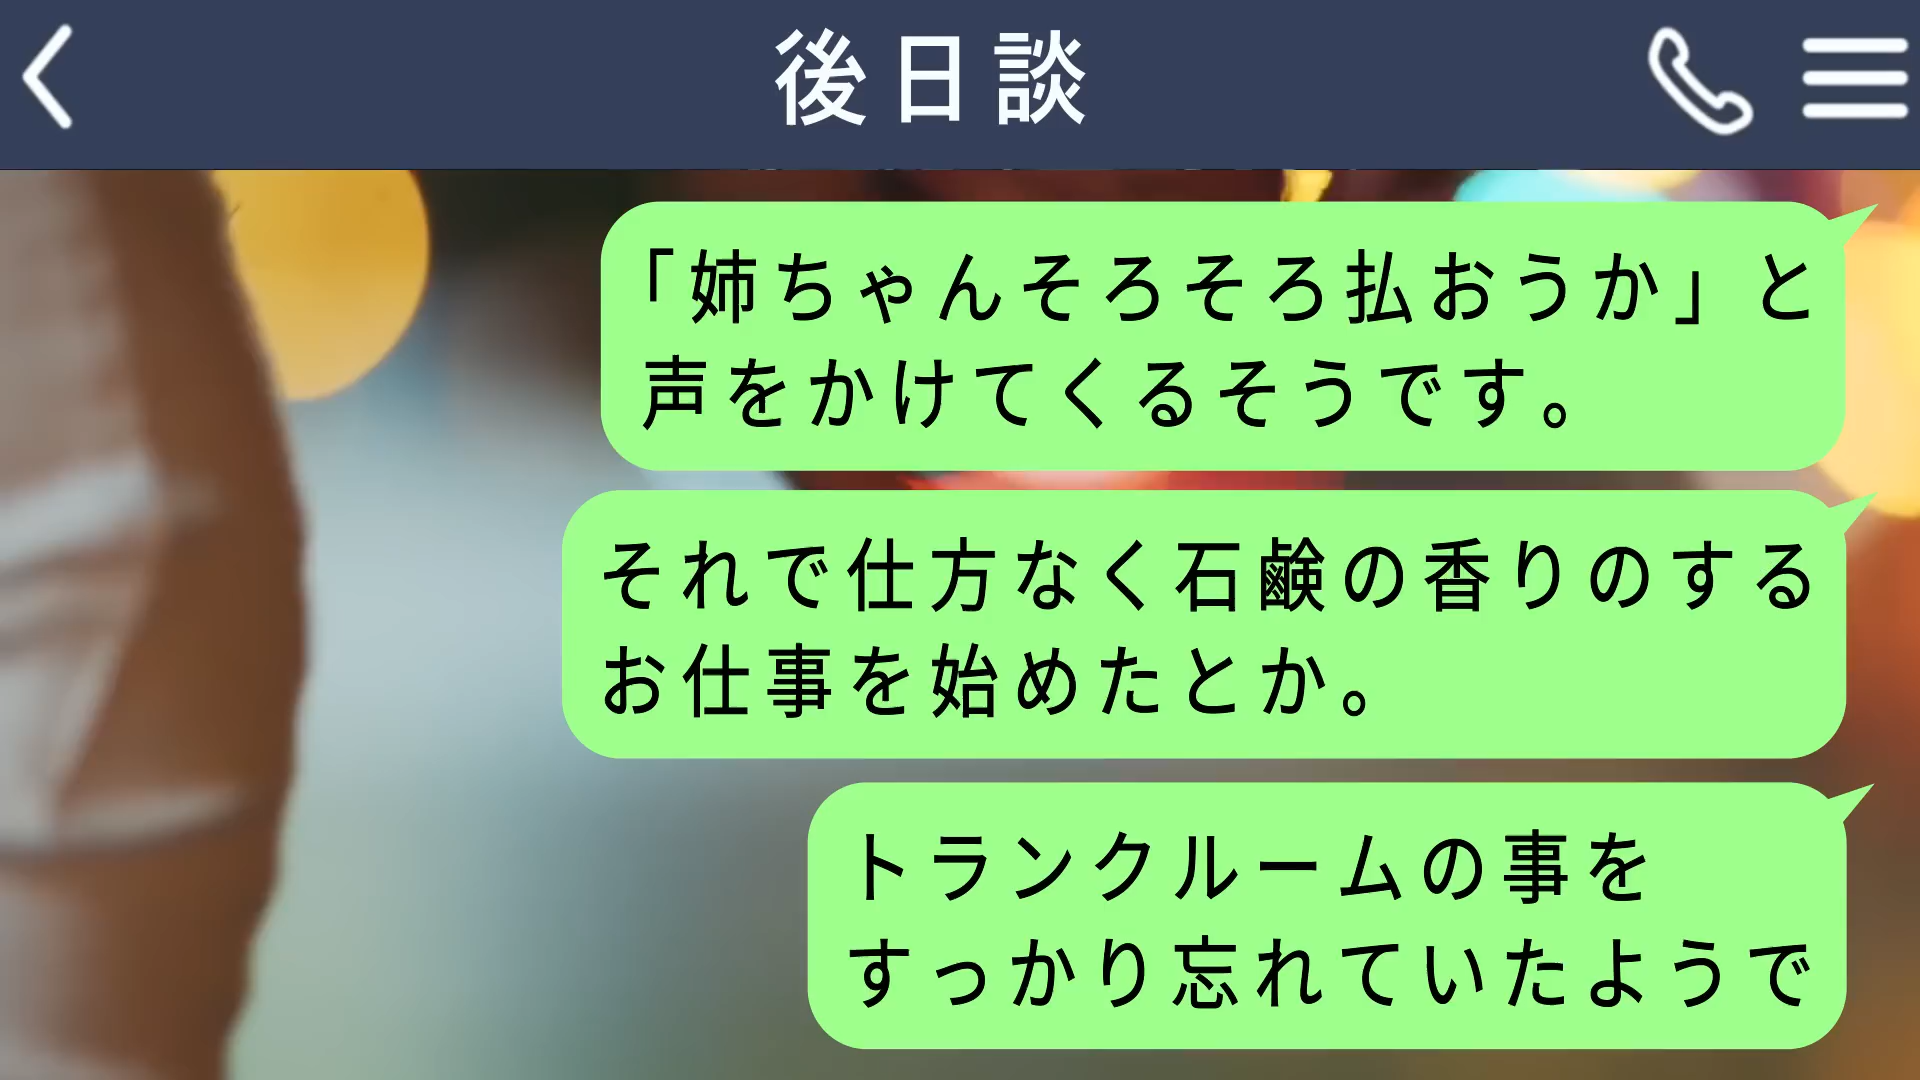 後日談
「姉ちゃんそろそろ払おうか」と
声をかけてくるそうです。
それで仕方なく石鹸の香りのする
お仕事を始めたとか。
トランクルームの事を
すっかり忘れていたようで